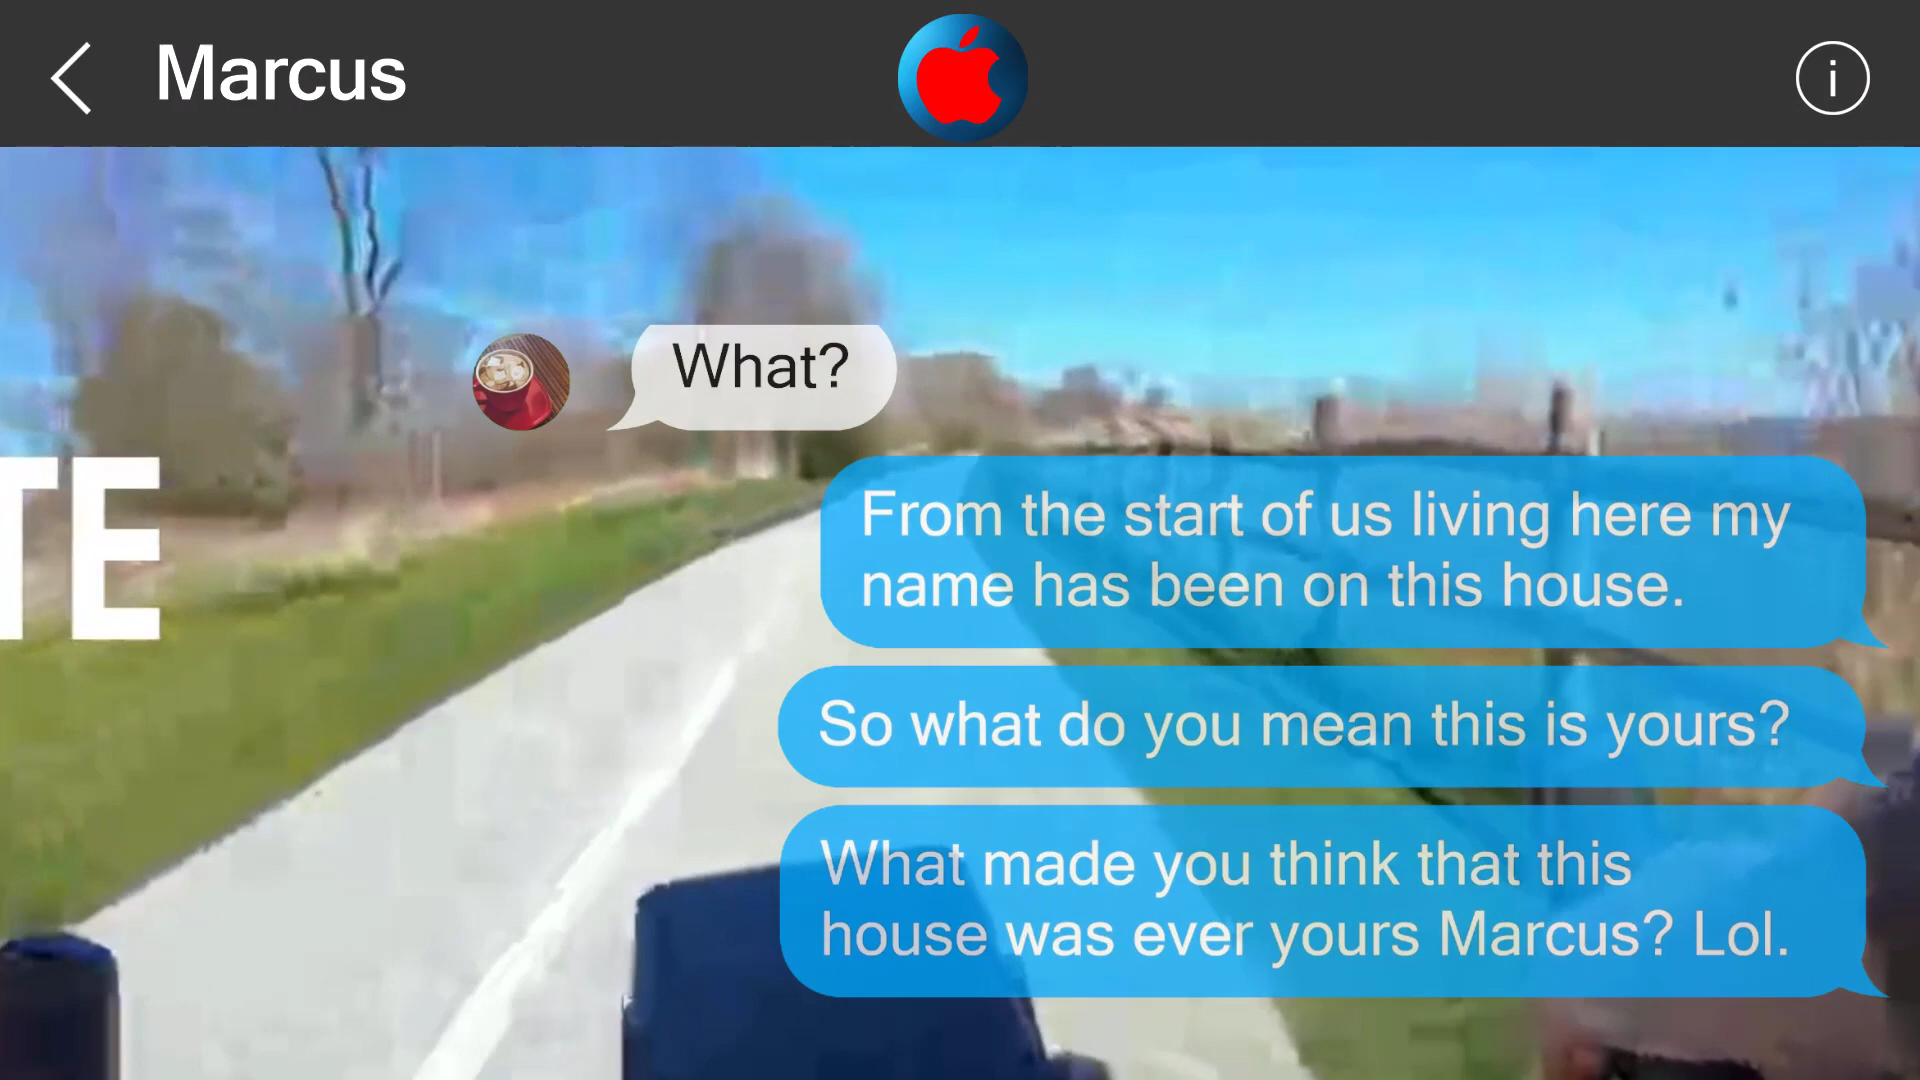 Marcus
What?
TE
From the start of us living here my
name has been on this house.
So what do you mean this is yours?
What made you think that this
house was ever yours Marcus? Lol.